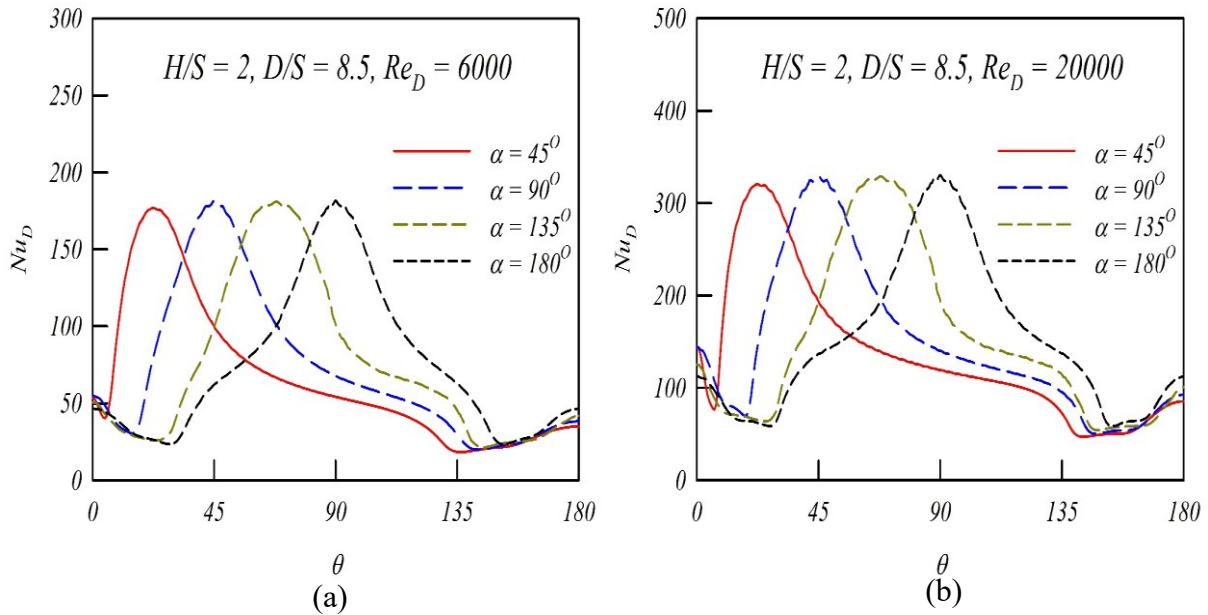 300
250
200
150
100
50
0
Nu_D
H/S = 2, D/S = 8.5, Re_D = 6000
α = 45^O
α = 90^O
α = 135^O
α = 180^O
0 45 90 135 180
θ
(a)
500
400
300
200
100
0
Nu_D
H/S = 2, D/S = 8.5, Re_D = 20000
α = 45^O
α = 90^O
α = 135^O
α = 180^O
0 45 90 135 180
θ
(b)